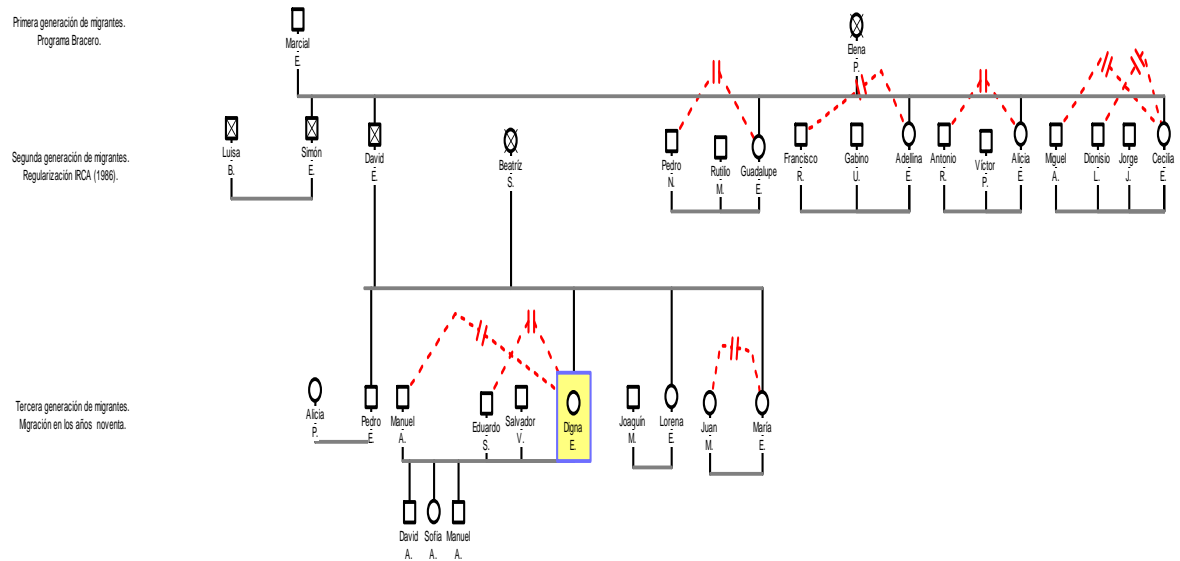 Primera generación de migrantes.
Programa Bracero.
Marcial
E.
Elena
P.
Segunda generación de migrantes.
Regularización IRCA (1986).
Luisa
B.
Simón
E.
David
E.
Beatriz
S.
Pedro
N.
Rutilio
M.
Guadalupe
E.
Francisco
R.
Gabino
U.
Adelina
E.
Antonio
R.
Víctor
P.
Alicia
E.
Miguel
A.
Dionisio
L.
Jorge
J.
Cecilia
E.
Tercera generación de migrantes.
Migración en los años noventa.
Alicia
P.
Pedro
E.
Manuel
A.
Eduardo
S.
Salvador
V.
Digna
E.
Joaquín
M.
Lorena
E.
Juan
M.
María
E.
David
A.
Sofía
A.
Manuel
A.